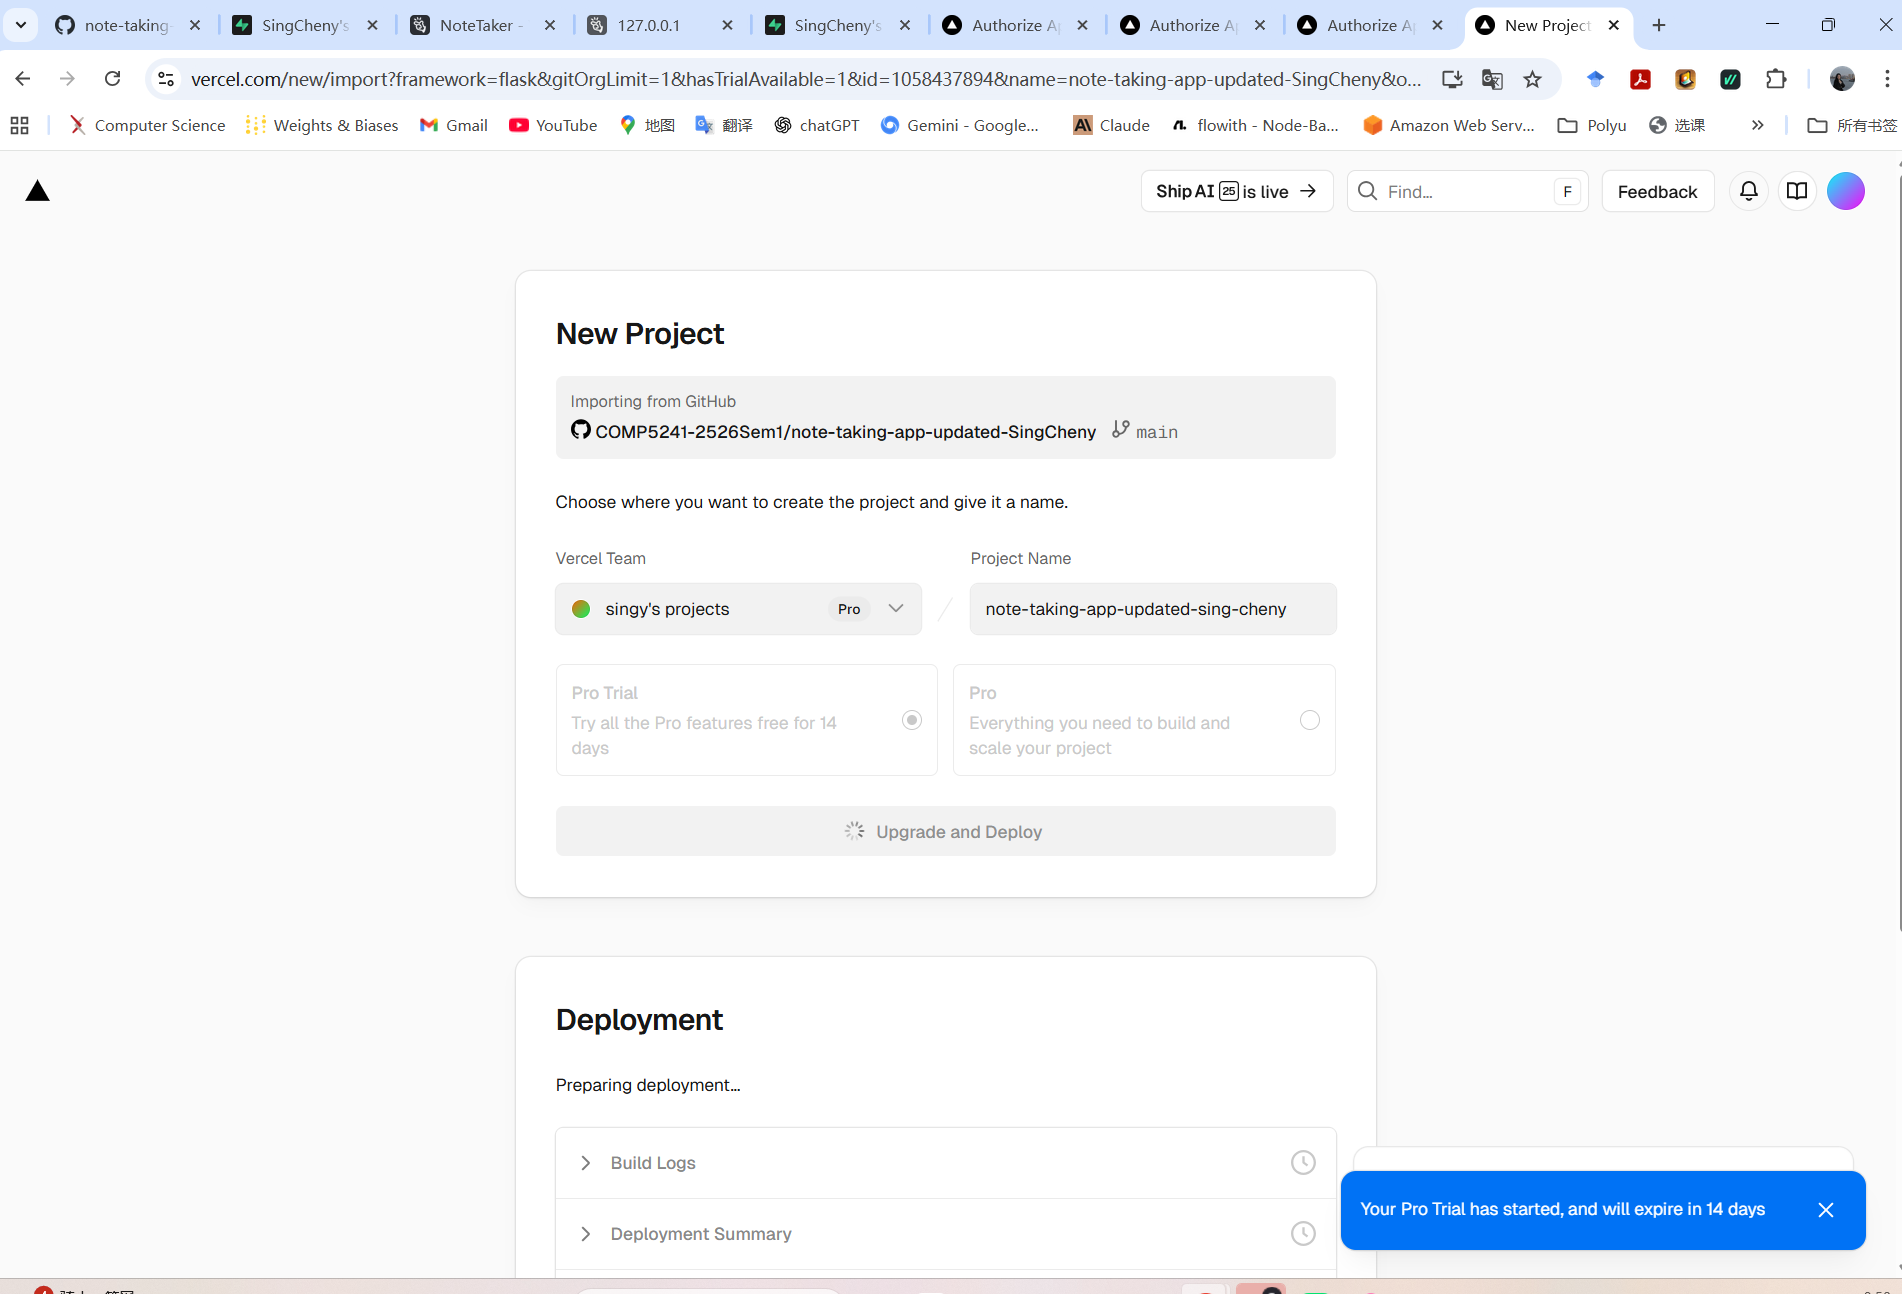 note-taking-
SingCheny's
NoteTaker -
127.0.0.1
SingCheny's
Authorize Ap
Authorize Ap
Authorize Ap
New Project
vercel.com/new/import?framework=flask&gitOrgLimit=1&hasTrialAvailable=1&id=1058437894&name=note-taking-app-updated-SingCheny&o...
Computer Science
Weights & Biases
Gmail
YouTube
地图
翻译
chatGPT
Gemini - Google...
Claude
flowith - Node-Ba...
Amazon Web Serv...
Polyu
选课
所有书签
Ship AI 25 is live →
Find...
F
Feedback
New Project
Importing from GitHub
COMP5241-2526Sem1/note-taking-app-updated-SingCheny main
Choose where you want to create the project and give it a name.
Vercel Team
Project Name
singy's projects Pro
note-taking-app-updated-sing-cheny
Pro Trial
Try all the Pro features free for 14
days
Pro
Everything you need to build and
scale your project
Upgrade and Deploy
Deployment
Preparing deployment...
Build Logs
Deployment Summary
Your Pro Trial has started, and will expire in 14 days